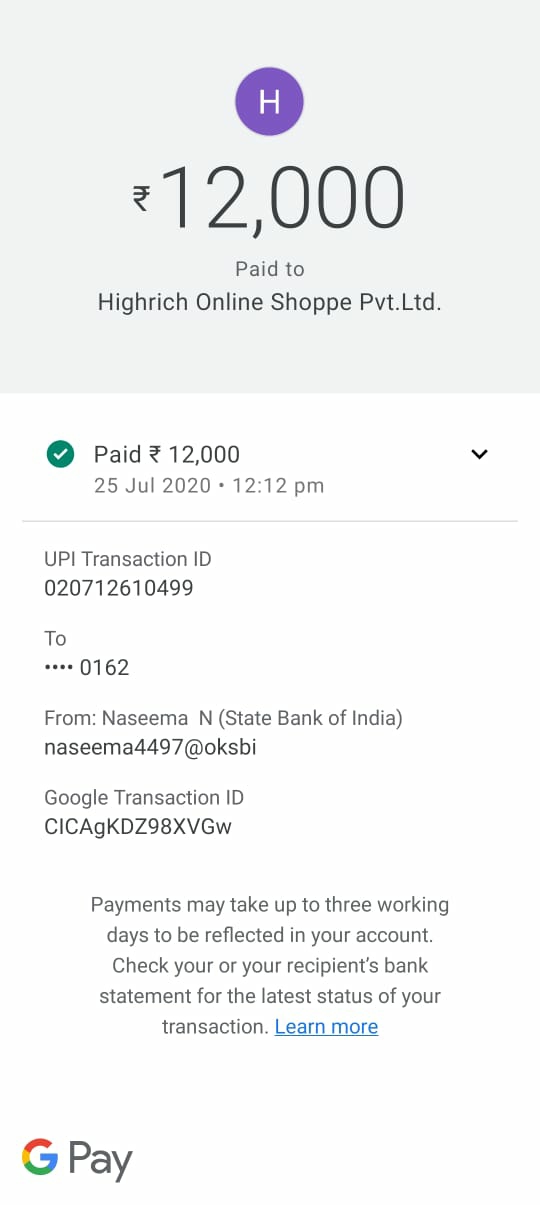 H
₹12,000
Paid to
Highrich Online Shoppe Pvt.Ltd.
Paid ₹ 12,000
25 Jul 2020 • 12:12 pm
UPI Transaction ID
020712610499
To
•••• 0162
From: Naseema  N (State Bank of India)
naseema4497@oksbi
Google Transaction ID
CICAgKDZ98XVGw
Payments may take up to three working
days to be reflected in your account.
Check your or your recipient’s bank
statement for the latest status of your
transaction. Learn more
G Pay